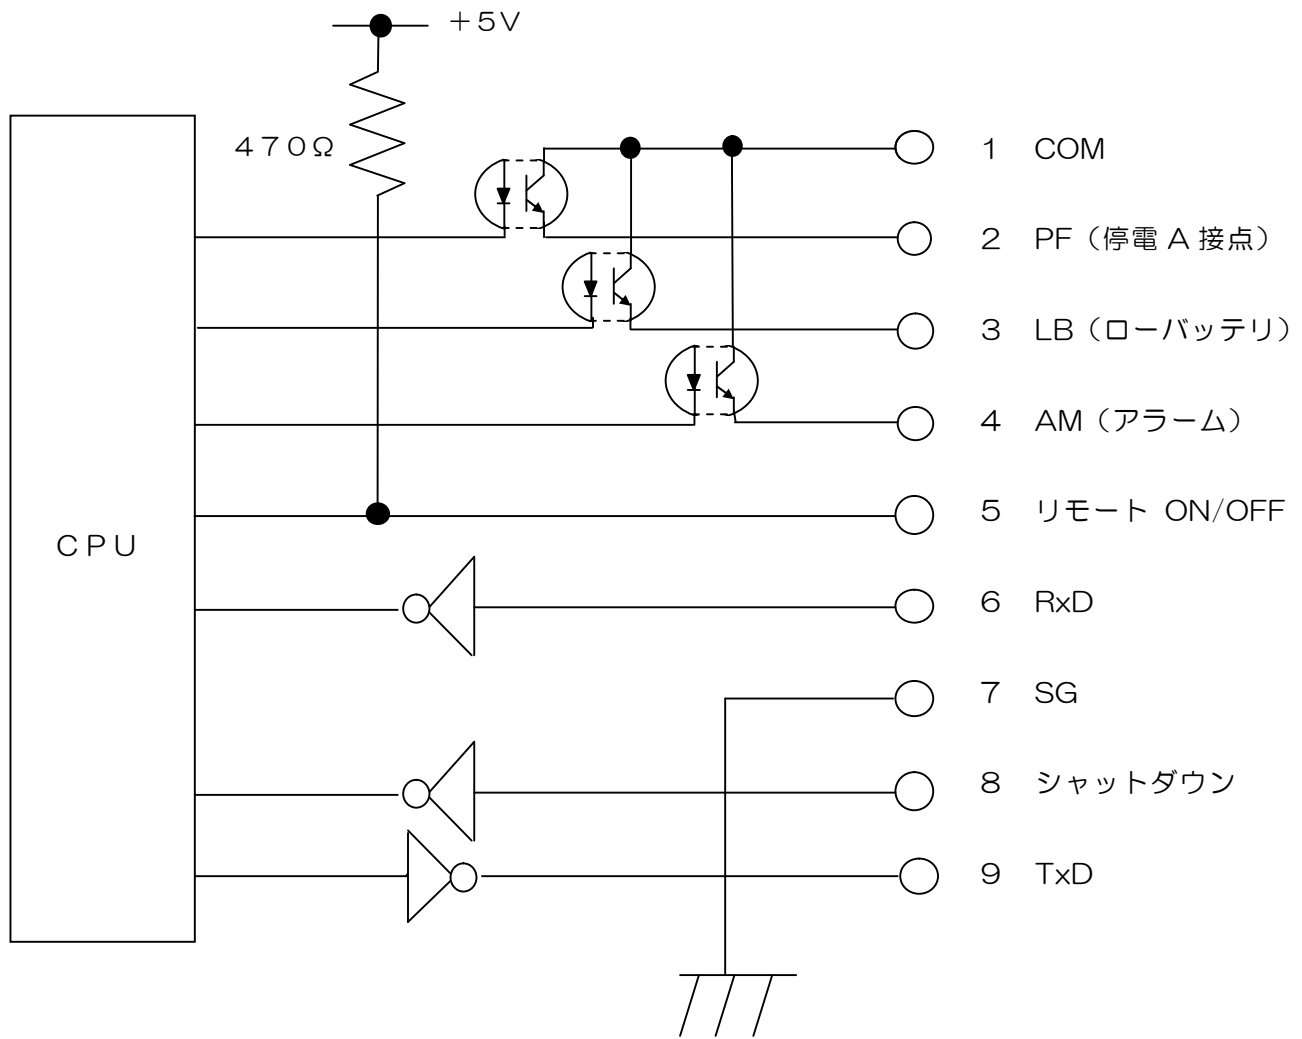 ＋５V
４７０Ω
1 COM
2 PF（停電 A 接点）
3 LB（ローバッテリ）
4 AM（アラーム）
5 リモート ON/OFF
ＣＰＵ
6 RxD
7 SG
8 シャットダウン
9 TxD